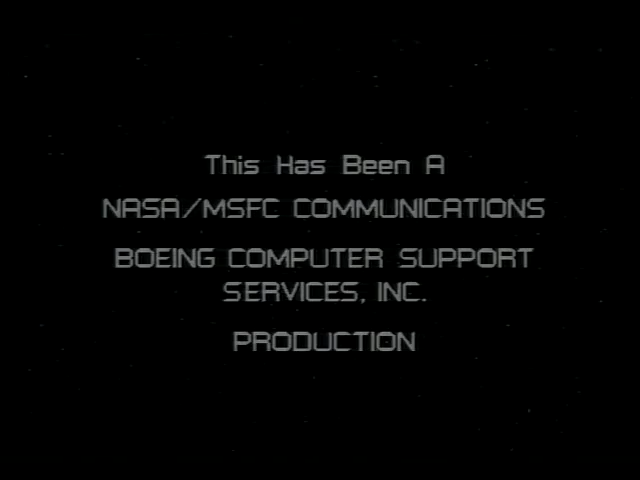 This Has Been A
NASA/MSFC COMMUNICATIONS
BOEING COMPUTER SUPPORT
SERVICES, INC.
PRODUCTION